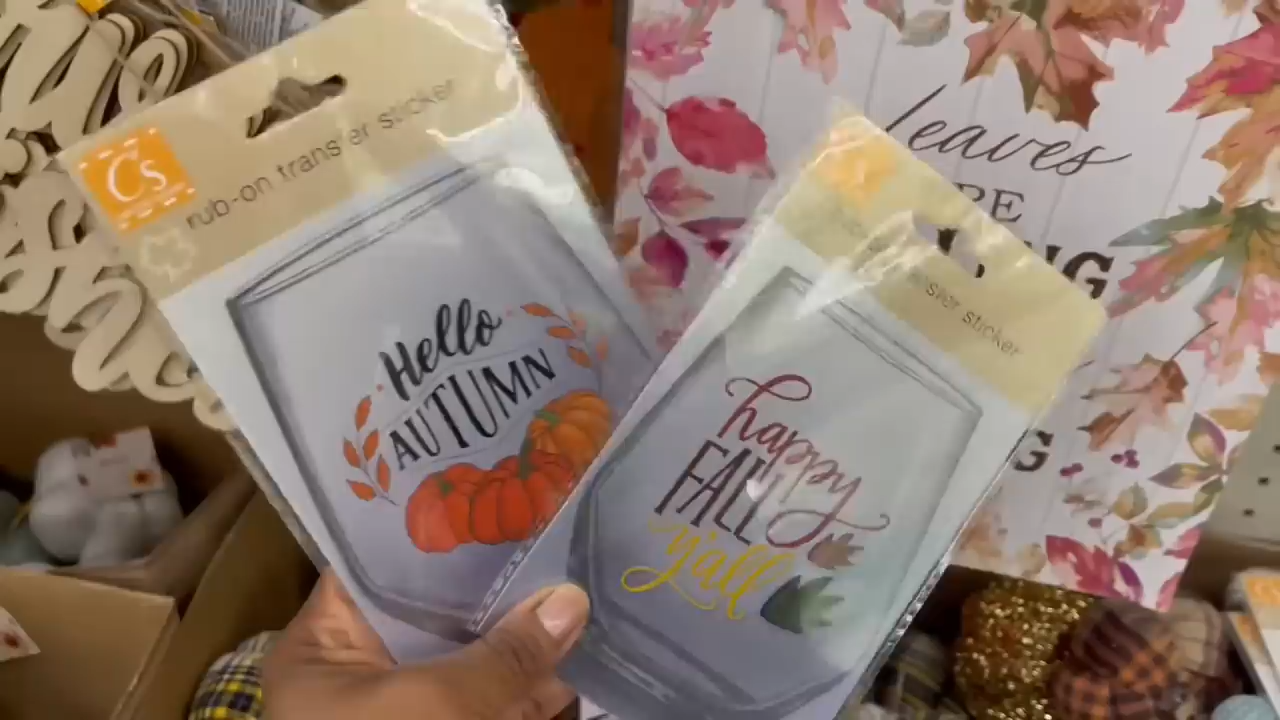 Cs
rub-on transfer sticker
Hello
AUTUMN
sticker
happy
FALL
y'all
leaves